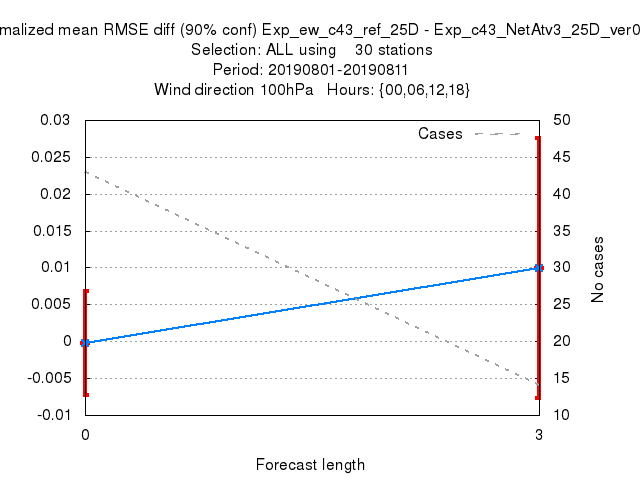 malized mean RMSE diff (90% conf) Exp_ew_c43_ref_25D - Exp_c43_NetAtv3_25D_ver0
Selection: ALL using 30 stations
Period: 20190801-20190811
Wind direction 100hPa Hours: {00,06,12,18}
0.03
0.025
0.02
0.015
0.01
0.005
0
-0.005
-0.01
Cases
50
45
40
35
30
25
20
15
10
No cases
0
3
Forecast length